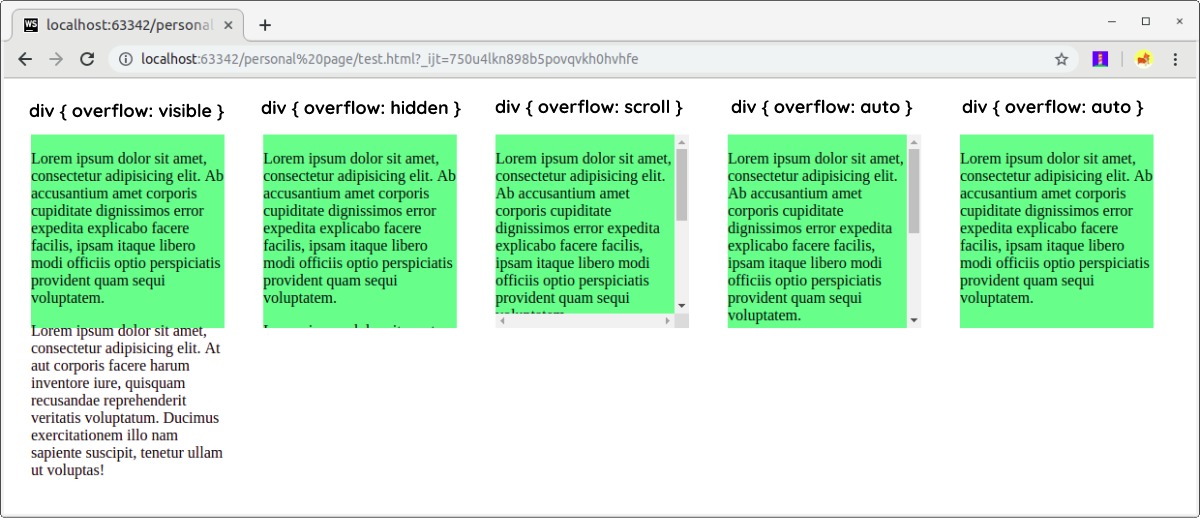 WS localhost:63342/personal
localhost:63342/personal%20page/test.html?_ijt=750u4lkn898b5povqvkh0hvhfe
div { overflow: visible }
Lorem ipsum dolor sit amet,
consectetur adipisicing elit. Ab
accusantium amet corporis
cupiditate dignissimos error
expedita explicabo facere
facilis, ipsam itaque libero
modi officiis optio perspiciatis
provident quam sequi
voluptatem.
Lorem ipsum dolor sit amet,
consectetur adipisicing elit. At
aut corporis facere harum
inventore iure, quisquam
recusandae reprehenderit
veritatis voluptatum. Ducimus
exercitationem illo nam
sapiente suscipit, tenetur ullam
ut voluptas!
div { overflow: hidden }
Lorem ipsum dolor sit amet,
consectetur adipisicing elit. Ab
accusantium amet corporis
cupiditate dignissimos error
expedita explicabo facere
facilis, ipsam itaque libero
modi officiis optio perspiciatis
provident quam sequi
voluptatem.
div { overflow: scroll }
Lorem ipsum dolor sit amet,
consectetur adipisicing elit.
Ab accusantium amet
corporis cupiditate
dignissimos error expedita
explicabo facere facilis,
ipsam itaque libero modi
officiis optio perspiciatis
provident quam sequi
div { overflow: auto }
Lorem ipsum dolor sit amet,
consectetur adipisicing elit.
Ab accusantium amet
corporis cupiditate
dignissimos error expedita
explicabo facere facilis,
ipsam itaque libero modi
officiis optio perspiciatis
provident quam sequi
voluptatem.
div { overflow: auto }
Lorem ipsum dolor sit amet,
consectetur adipisicing elit. Ab
accusantium amet corporis
cupiditate dignissimos error
expedita explicabo facere
facilis, ipsam itaque libero
modi officiis optio perspiciatis
provident quam sequi
voluptatem.